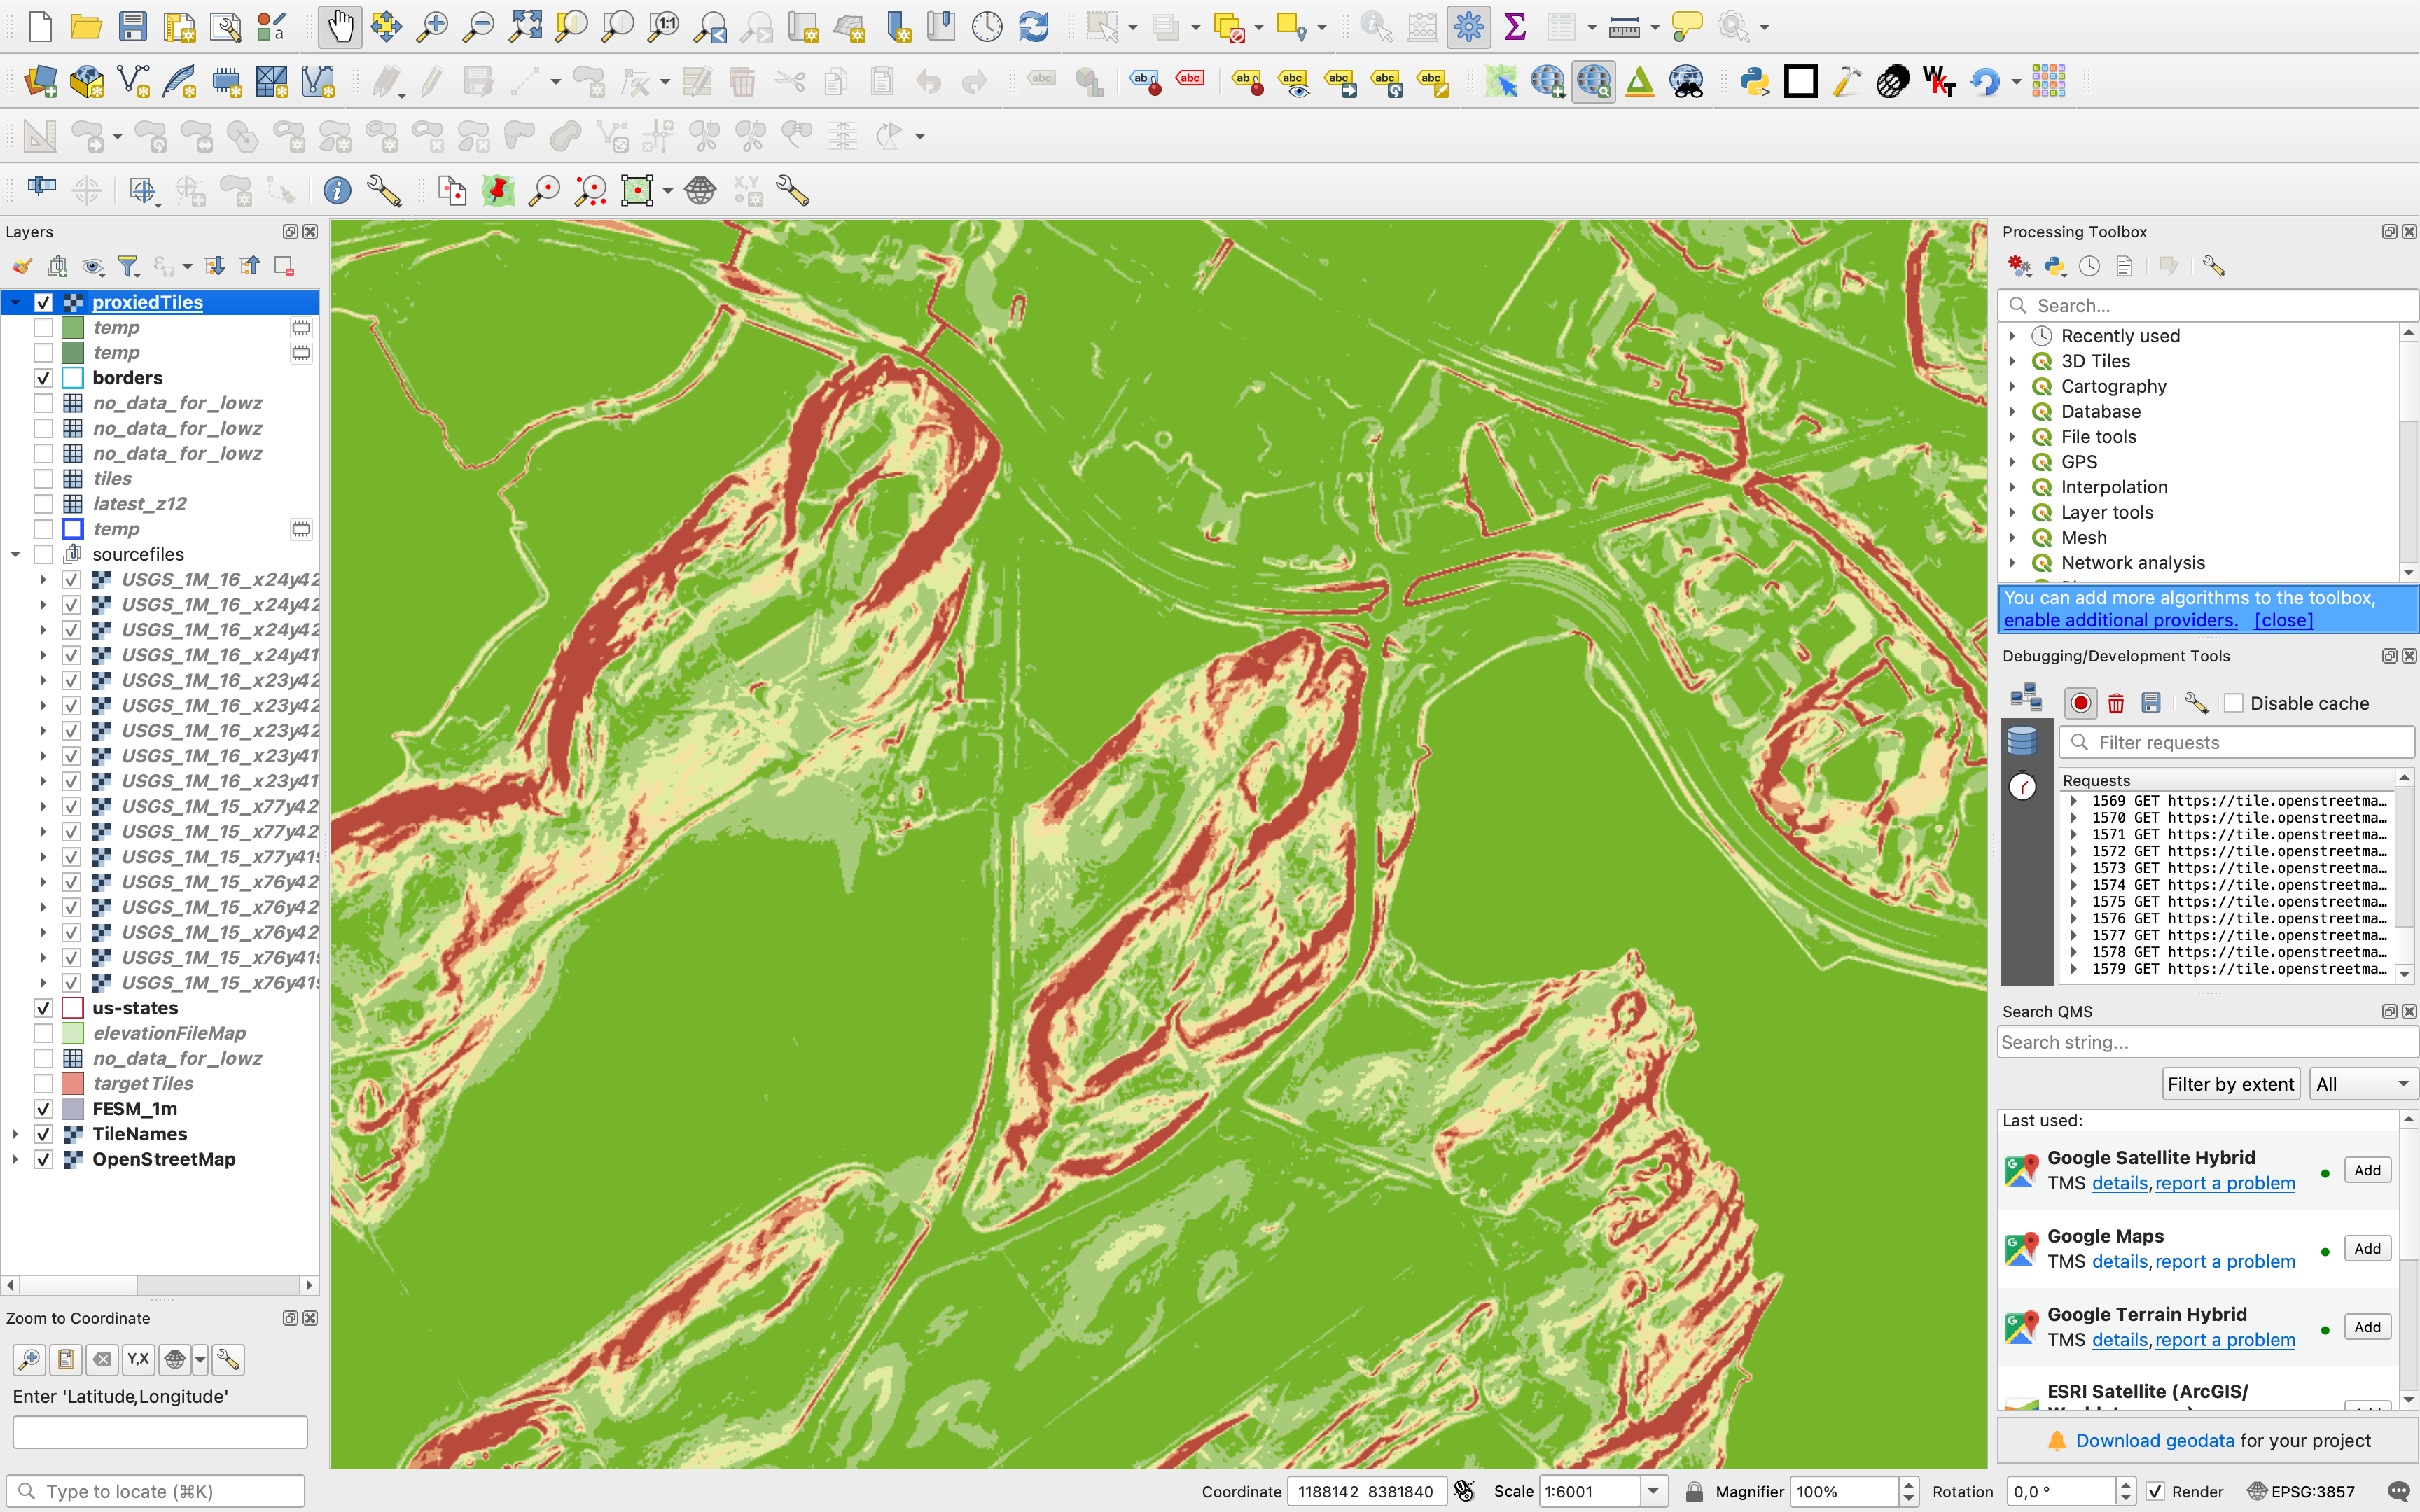 Layers
proxiedTiles
temp
temp
borders
no_data_for_lowz
no_data_for_lowz
no_data_for_lowz
tiles
latest_z12
temp
sourcefiles
USGS_1M_16_x24y42
USGS_1M_16_x24y42
USGS_1M_16_x24y42
USGS_1M_16_x24y41
USGS_1M_16_x23y42
USGS_1M_16_x23y42
USGS_1M_16_x23y42
USGS_1M_16_x23y41
USGS_1M_16_x23y41
USGS_1M_15_x77y42
USGS_1M_15_x77y42
USGS_1M_15_x77y419
USGS_1M_15_x76y42
USGS_1M_15_x76y42
USGS_1M_15_x76y42
USGS_1M_15_x76y419
USGS_1M_15_x76y419
us-states
elevationFileMap
no_data_for_lowz
targetTiles
FESM_1m
TileNames
OpenStreetMap
Zoom to Coordinate
Y,X
Enter 'Latitude,Longitude'
Type to locate (⌘K)
Processing Toolbox
Search...
Recently used
3D Tiles
Cartography
Database
File tools
GPS
Interpolation
Layer tools
Mesh
Network analysis
You can add more algorithms to the toolbox,
enable additional providers. [close]
Debugging/Development Tools
Disable cache
Filter requests
Requests
1569 GET https://tile.openstreetma…
1570 GET https://tile.openstreetma…
1571 GET https://tile.openstreetma…
1572 GET https://tile.openstreetma…
1573 GET https://tile.openstreetma…
1574 GET https://tile.openstreetma…
1575 GET https://tile.openstreetma…
1576 GET https://tile.openstreetma…
1577 GET https://tile.openstreetma…
1578 GET https://tile.openstreetma…
1579 GET https://tile.openstreetma…
Search QMS
Search string...
Filter by extent All
Last used:
Google Satellite Hybrid
TMS details, report a problem Add
Google Maps
TMS details, report a problem Add
Google Terrain Hybrid
TMS details, report a problem Add
ESRI Satellite (ArcGIS/
Download geodata for your project
Coordinate 1188142 8381840 Scale 1:6001 Magnifier 100% Rotation 0,0 ° Render EPSG:3857